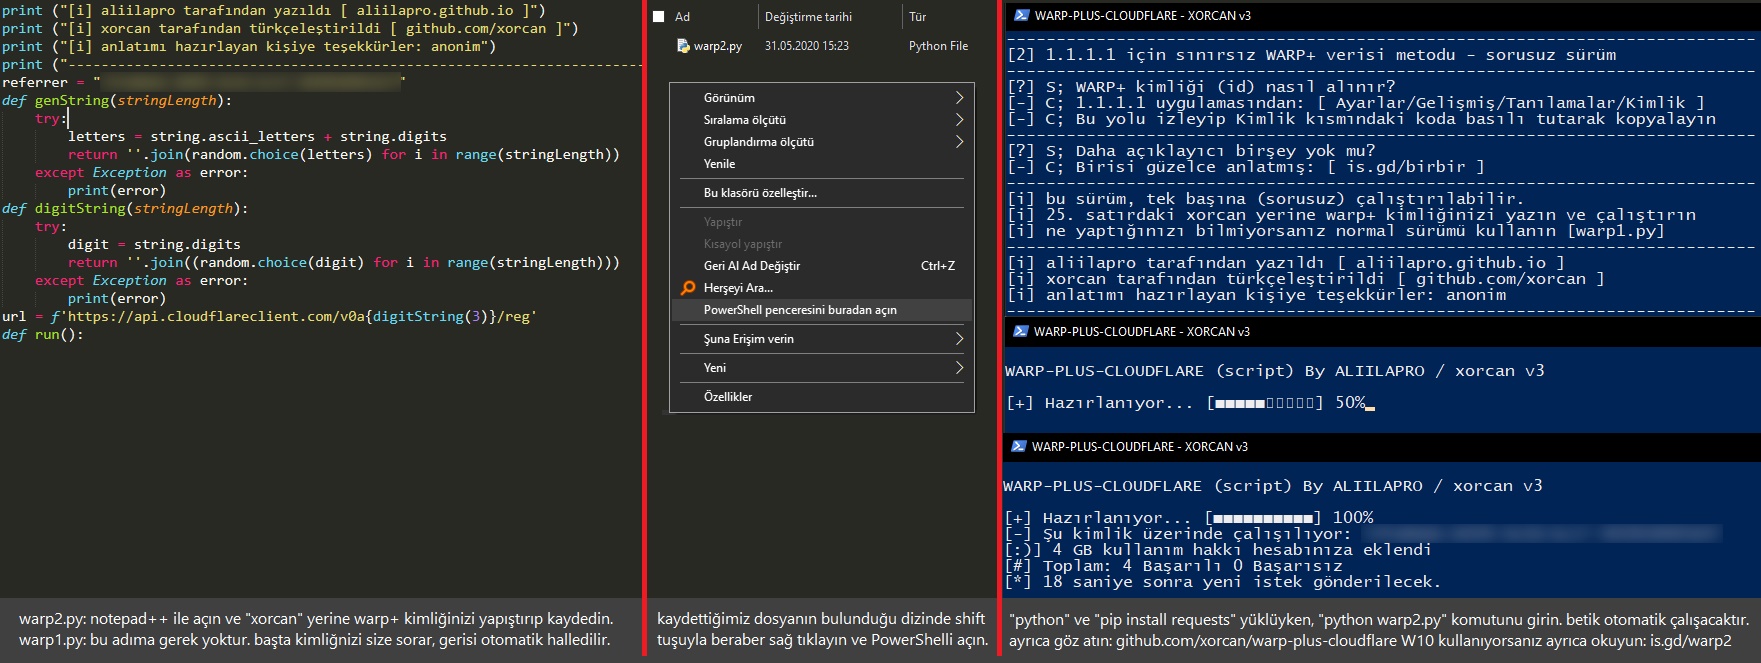 print ("[i] aliilapro tarafından yazıldı [ aliilapro.github.io ]")
print ("[i] xorcan tarafından türkçeleştirildi [ github.com/xorcan ]")
print ("[i] anlatımı hazırlayan kişiye teşekkürler: anonim")
print ("----------------------------------------------------------------------
referrer = "
"
def genString(stringLength):
try:
letters = string.ascii_letters + string.digits
return ''.join(random.choice(letters) for i in range(stringLength))
except Exception as error:
print(error)
def digitString(stringLength):
try:
digit = string.digits
return ''.join((random.choice(digit) for i in range(stringLength)))
except Exception as error:
print(error)
url = f'https://api.cloudflareclient.com/v0a{digitString(3)}/reg'
def run():
warp2.py: notepad++ ile açın ve "xorcan" yerine warp+ kimliğinizi yapıştırıp kaydedin.
warp1.py: bu adıma gerek yoktur. başta kimliğnizi size sorar, gerisi otomatik halledilir.
Ad Değiştirme tarihi Tür
warp2.py 31.05.2020 15:23 Python File
Görünüm
Sıralama ölçütü
Gruplandırma ölçütü
Yenile
Bu klasörü özelleştir...
Yapıştır
Kısayol yapıştır
Geri Al Ad Değiştir Ctrl+Z
Herşeyi Ara...
PowerShell penceresini buradan açın
Şuna Erişim verin
Yeni
Özellikler
kaydettiğimiz dosyanın bulunduğu dizinde shift
tuşuyla beraber sağ tıklayın ve PowerShelli açın.
WARP-PLUS-CLOUDFLARE - XORCAN v3
[2] 1.1.1.1 için sınırsız WARP+ verisi metodu - sorusuz sürüm
[?] S; WARP+ kimliği (id) nasıl alınır?
[-] C; 1.1.1.1 uygulamasından: [ Ayarlar/Gelişmiş/Tanılamalar/Kimlik ]
[-] C; Bu yolu izleyip Kimlik kısmındaki koda basılı tutarak kopyalayın
[?] S; Daha açıklayıcı birşey yok mu?
[-] C; Birisi güzelce anlatmış: [ is.gd/birbir ]
[i] bu sürüm, tek başına (sorusuz) çalıştırılabilir.
[i] 25. satırdaki xorcan yerine warp+ kimliğinizi yazın ve çalıştırın
[i] ne yaptığınızı bilmiyorsanız normal sürümü kullanın [warp1.py]
[i] aliilapro tarafından yazıldı [ aliilapro.github.io ]
[i] xorcan tarafından türkçeleştirildi [ github.com/xorcan ]
[i] anlatımı hazırlayan kişiye teşekkürler: anonim
WARP-PLUS-CLOUDFLARE - XORCAN v3
WARP-PLUS-CLOUDFLARE (script) By ALIILAPRO / xorcan v3
[+] Hazırlanıyor... [■■■■■□□□□□] 50%
WARP-PLUS-CLOUDFLARE - XORCAN v3
WARP-PLUS-CLOUDFLARE (script) By ALIILAPRO / xorcan v3
[+] Hazırlanıyor... [■■■■■■■■■■] 100%
[-] Şu kimlik üzerinde çalışılıyor:
[:)] 4 GB kullanım hakkı hesabınıza eklendi
[#] Toplam: 4 Başarılı 0 Başarısız
[*] 18 saniye sonra yeni istek gönderilecek.
"python" ve "pip install requests" yüklüyken, "python warp2.py" komutunu girin. betik otomatik çalışacaktır.
ayrıca göz atın: github.com/xorcan/warp-plus-cloudflare W10 kullanıyorsanız ayrıca okuyun: is.gd/warp2